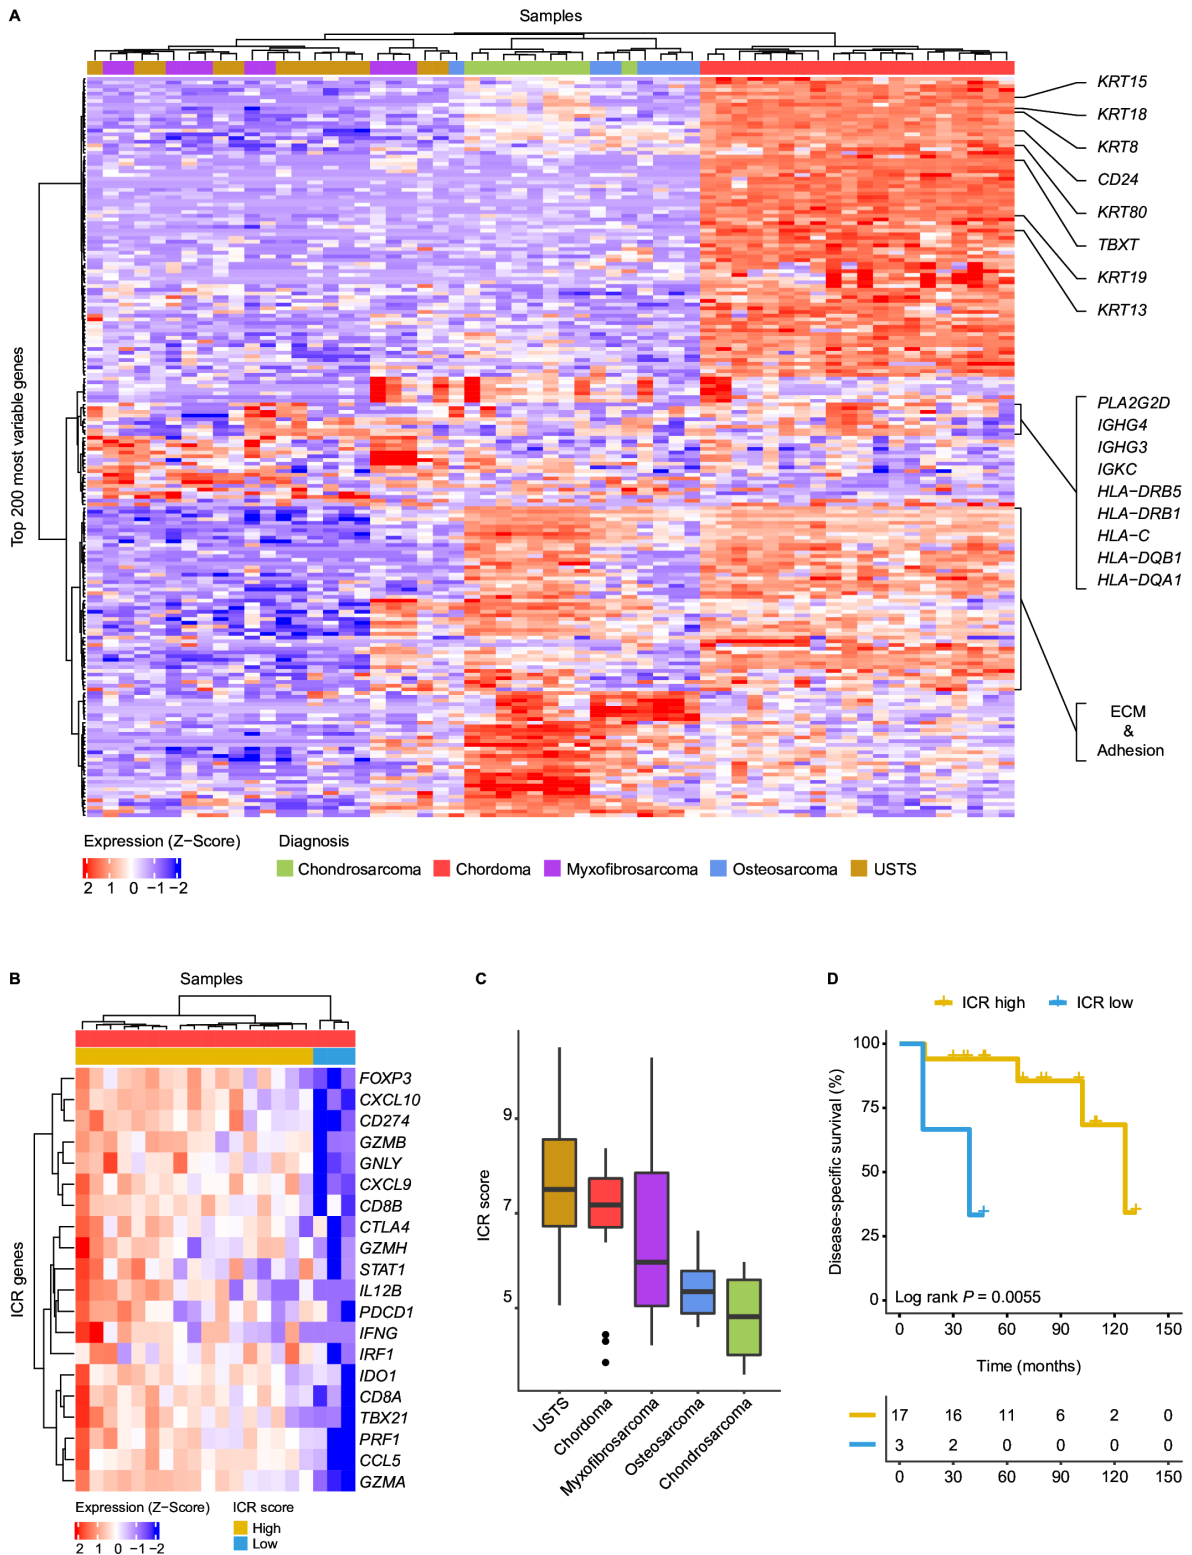 A
Samples
Top 200 most variable genes
KRT15
KRT18
KRT8
CD24
KRT80
TBXT
KRT19
KRT13
PLA2G2D
IGHG4
IGHG3
IGKC
HLA−DRB5
HLA−DRB1
HLA−C
HLA−DQB1
HLA−DQA1
ECM
&
Adhesion
Expression (Z−Score)
2 1 0 −1 −2
Diagnosis
Chondrosarcoma Chordoma Myxofibrosarcoma Osteosarcoma USTS
B
Samples
ICR genes
FOXP3
CXCL10
CD274
GZMB
GNLY
CXCL9
CD8B
CTLA4
GZMH
STAT1
IL12B
PDCD1
IFNG
IRF1
IDO1
CD8A
TBX21
PRF1
CCL5
GZMA
Expression (Z−Score)
2 1 0 −1 −2
ICR score
High
Low
C
ICR score
9
7
5
USTS
Chordoma
Myxofibrosarcoma
Osteosarcoma
Chondrosarcoma
D
ICR high ICR low
Disease-specific survival (%)
100
75
50
25
0
Log rank P = 0.0055
0 30 60 90 120 150
Time (months)
17 16 11 6 2 0
3 2 0 0 0 0
0 30 60 90 120 150